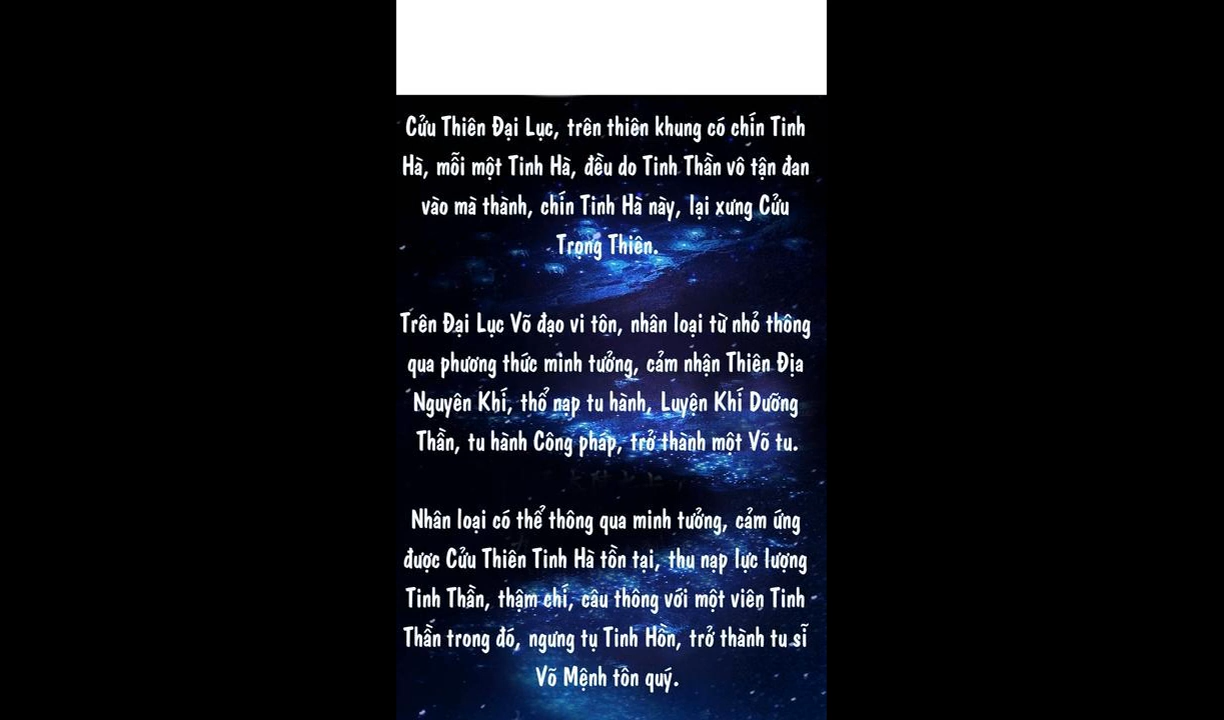 Cửu Thiên Đại Lục, trên thiên khung có chín Tinh
Hà, mỗi một Tinh Hà, đều do Tinh Thần vô tận đan
vào mà thành, chín Tinh Hà này, lại xưng Cửu
Trọng Thiên.
Trên Đại Lục Võ đạo vi tôn, nhân loại từ nhỏ thông
qua phương thức minh tưởng, cảm nhận Thiên Địa
Nguyên Khí, thổ nạp tu hành, Luyện Khí Dưỡng
Thần, tu hành Công pháp, trở thành một Võ tu.
Nhân loại có thể thông qua minh tưởng, cảm ứng
được Cửu Thiên Tinh Hà tồn tại, thu nạp lực lượng
Tinh Thần, thậm chí, câu thông với một viên Tinh
Thần trong đó, ngưng tụ Tinh Hồn, trở thành tu sĩ
Võ Mệnh tôn quý.